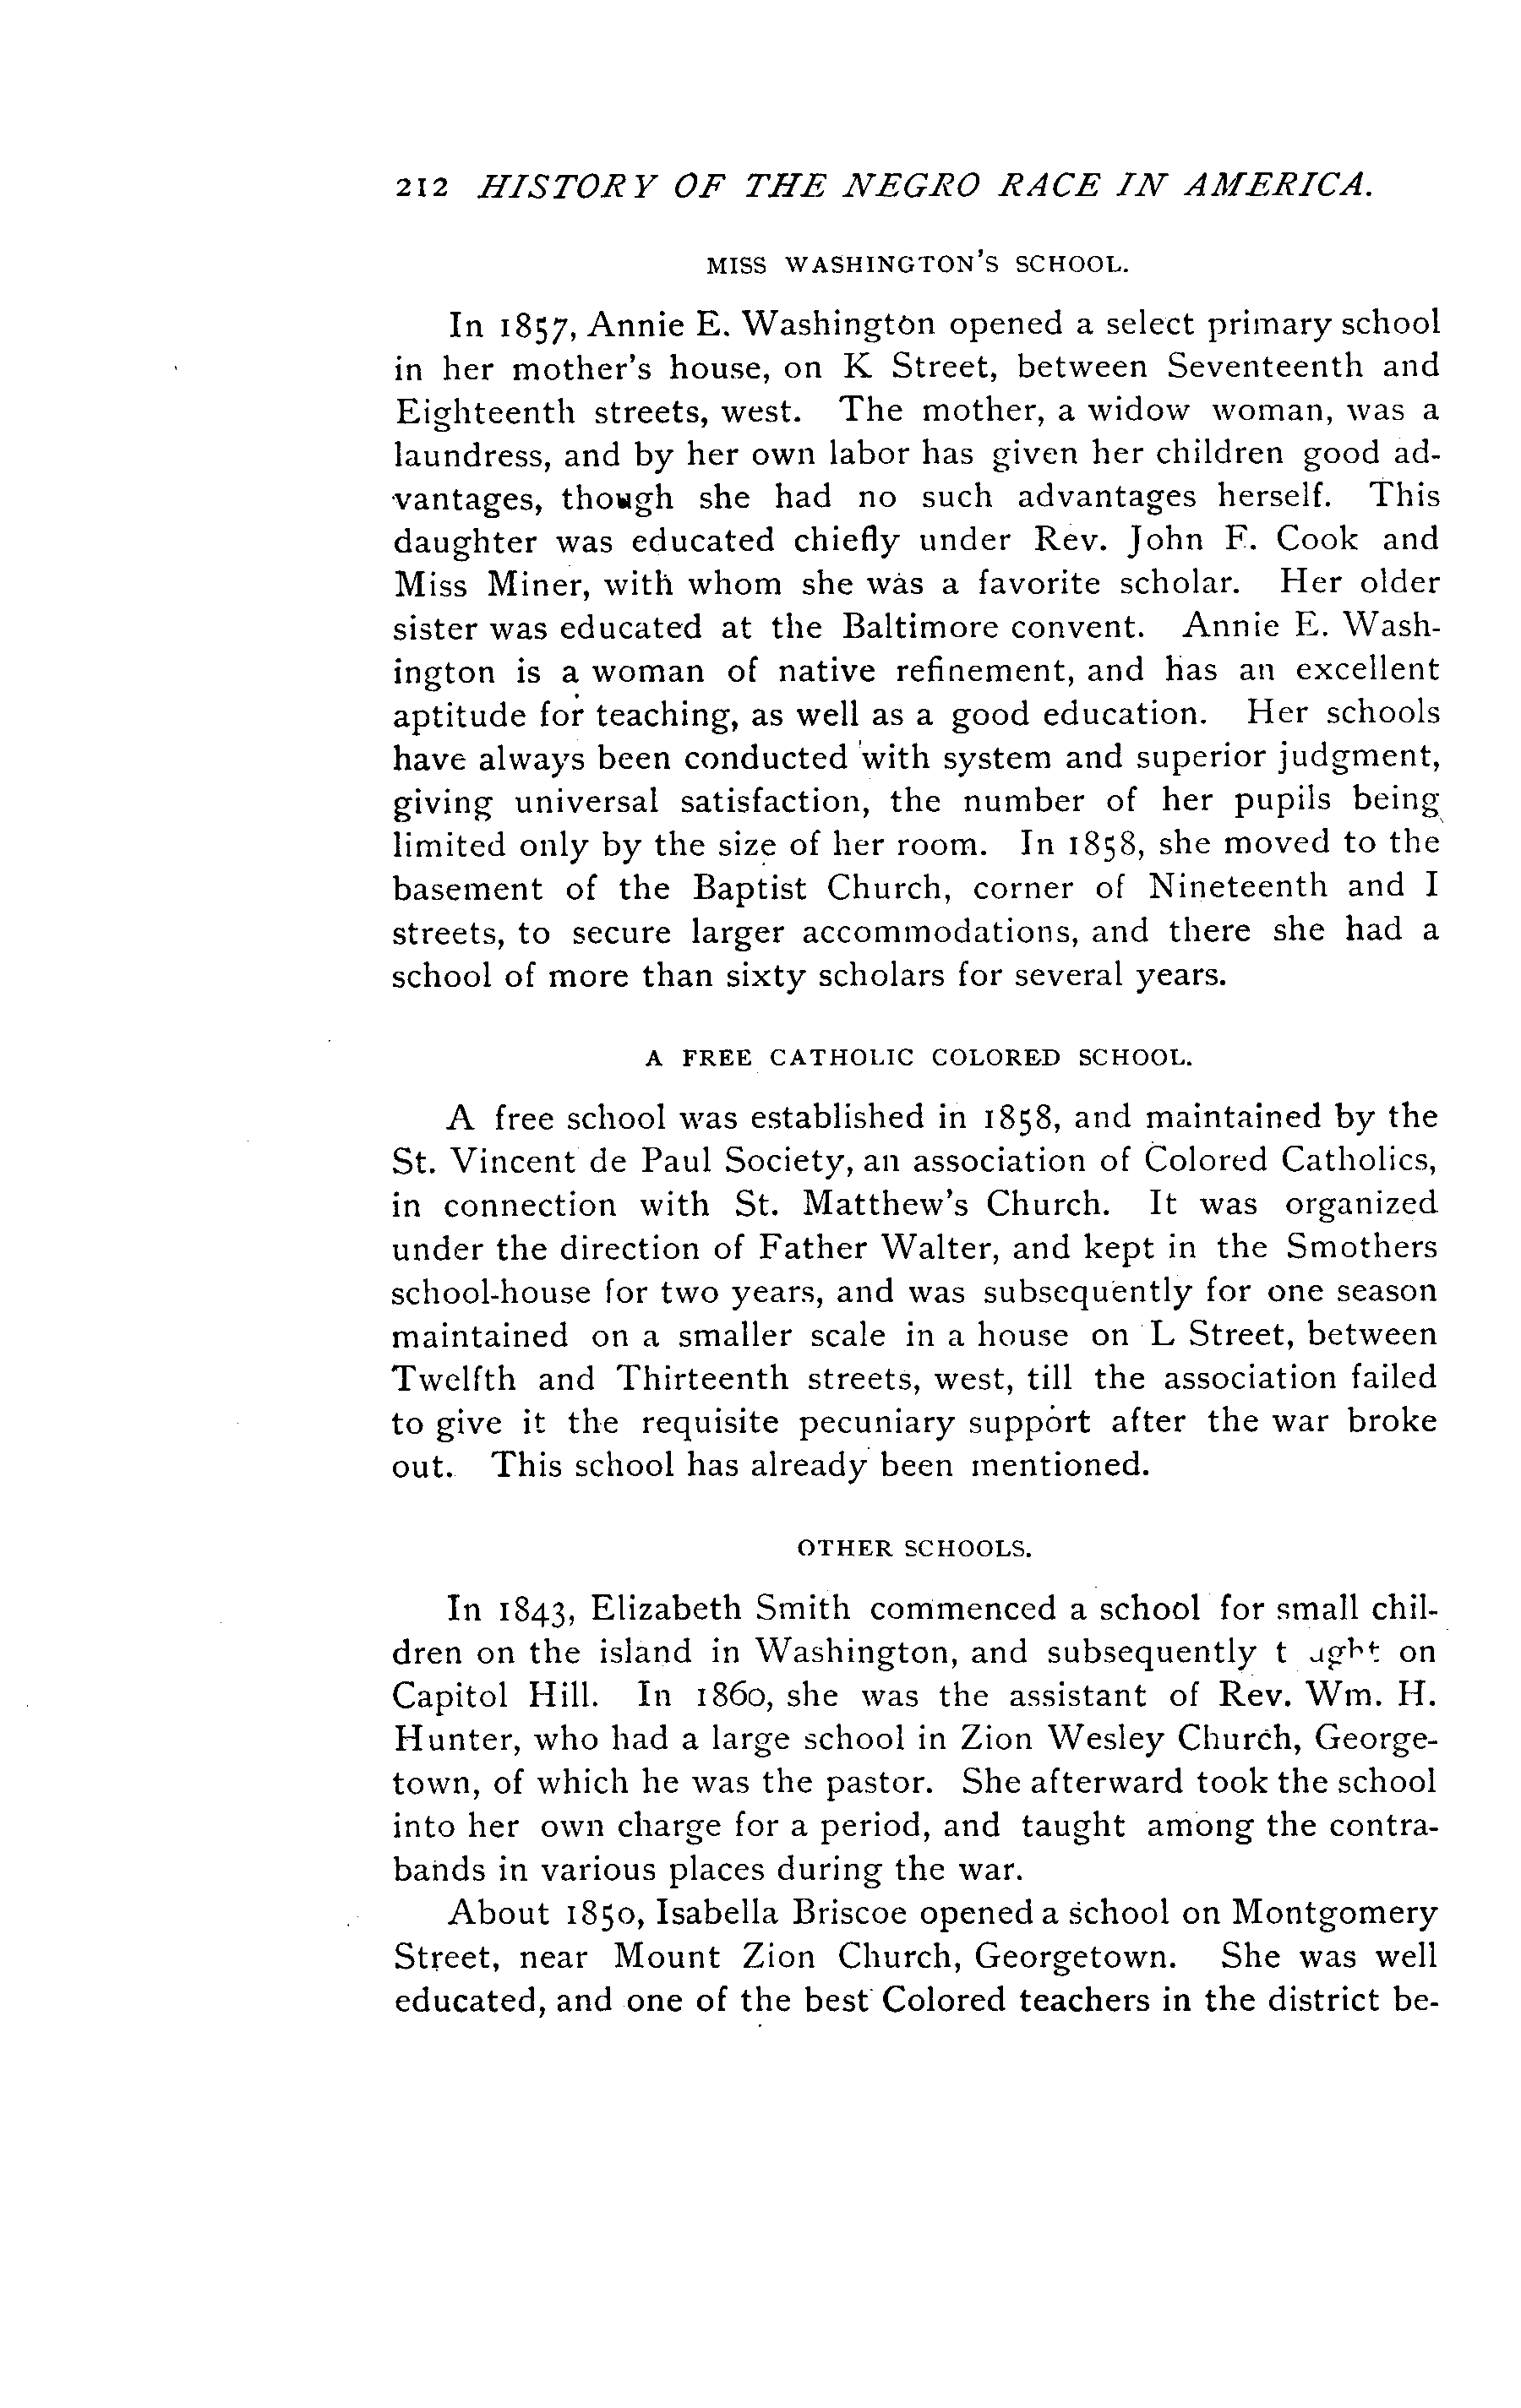 212 HISTORY OF THE NEGRO RACE IN AMERICA.
MISS WASHINGTON'S SCHOOL.
In 1857, Annie E. Washington opened a select primary school
in her mother's house, on K Street, between Seventeenth and
Eighteenth streets, west. The mother, a widow woman, was a
laundress, and by her own labor has given her children good ad-
vantages, though she had no such advantages herself. This
daughter was educated chiefly under Rev. John F. Cook and
Miss Miner, with whom she was a favorite scholar. Her older
sister was educated at the Baltimore convent. Annie E. Wash-
ington is a woman of native refinement, and has an excellent
aptitude for teaching, as well as a good education. Her schools
have always been conducted with system and superior judgment,
giving universal satisfaction, the number of her pupils being
limited only by the size of her room. In 1858, she moved to the
basement of the Baptist Church, corner of Nineteenth and I
streets, to secure larger accommodations, and there she had a
school of more than sixty scholars for several years.
A FREE CATHOLIC COLORED SCHOOL.
A free school was established in 1858, and maintained by the
St. Vincent de Paul Society, an association of Colored Catholics,
in connection with St. Matthew's Church. It was organized
under the direction of Father Walter, and kept in the Smothers
school-house for two years, and was subsequently for one season
maintained on a smaller scale in a house on L Street, between
Twelfth and Thirteenth streets, west, till the association failed
to give it the requisite pecuniary support after the war broke
out. This school has already been mentioned.
OTHER SCHOOLS.
In 1843, Elizabeth Smith commenced a school for small chil-
dren on the island in Washington, and subsequently taught on
Capitol Hill. In 1860, she was the assistant of Rev. Wm. H.
Hunter, who had a large school in Zion Wesley Church, George-
town, of which he was the pastor. She afterward took the school
into her own charge for a period, and taught among the contra-
bands in various places during the war.
About 1850, Isabella Briscoe opened a school on Montgomery
Street, near Mount Zion Church, Georgetown. She was well
educated, and one of the best Colored teachers in the district be-